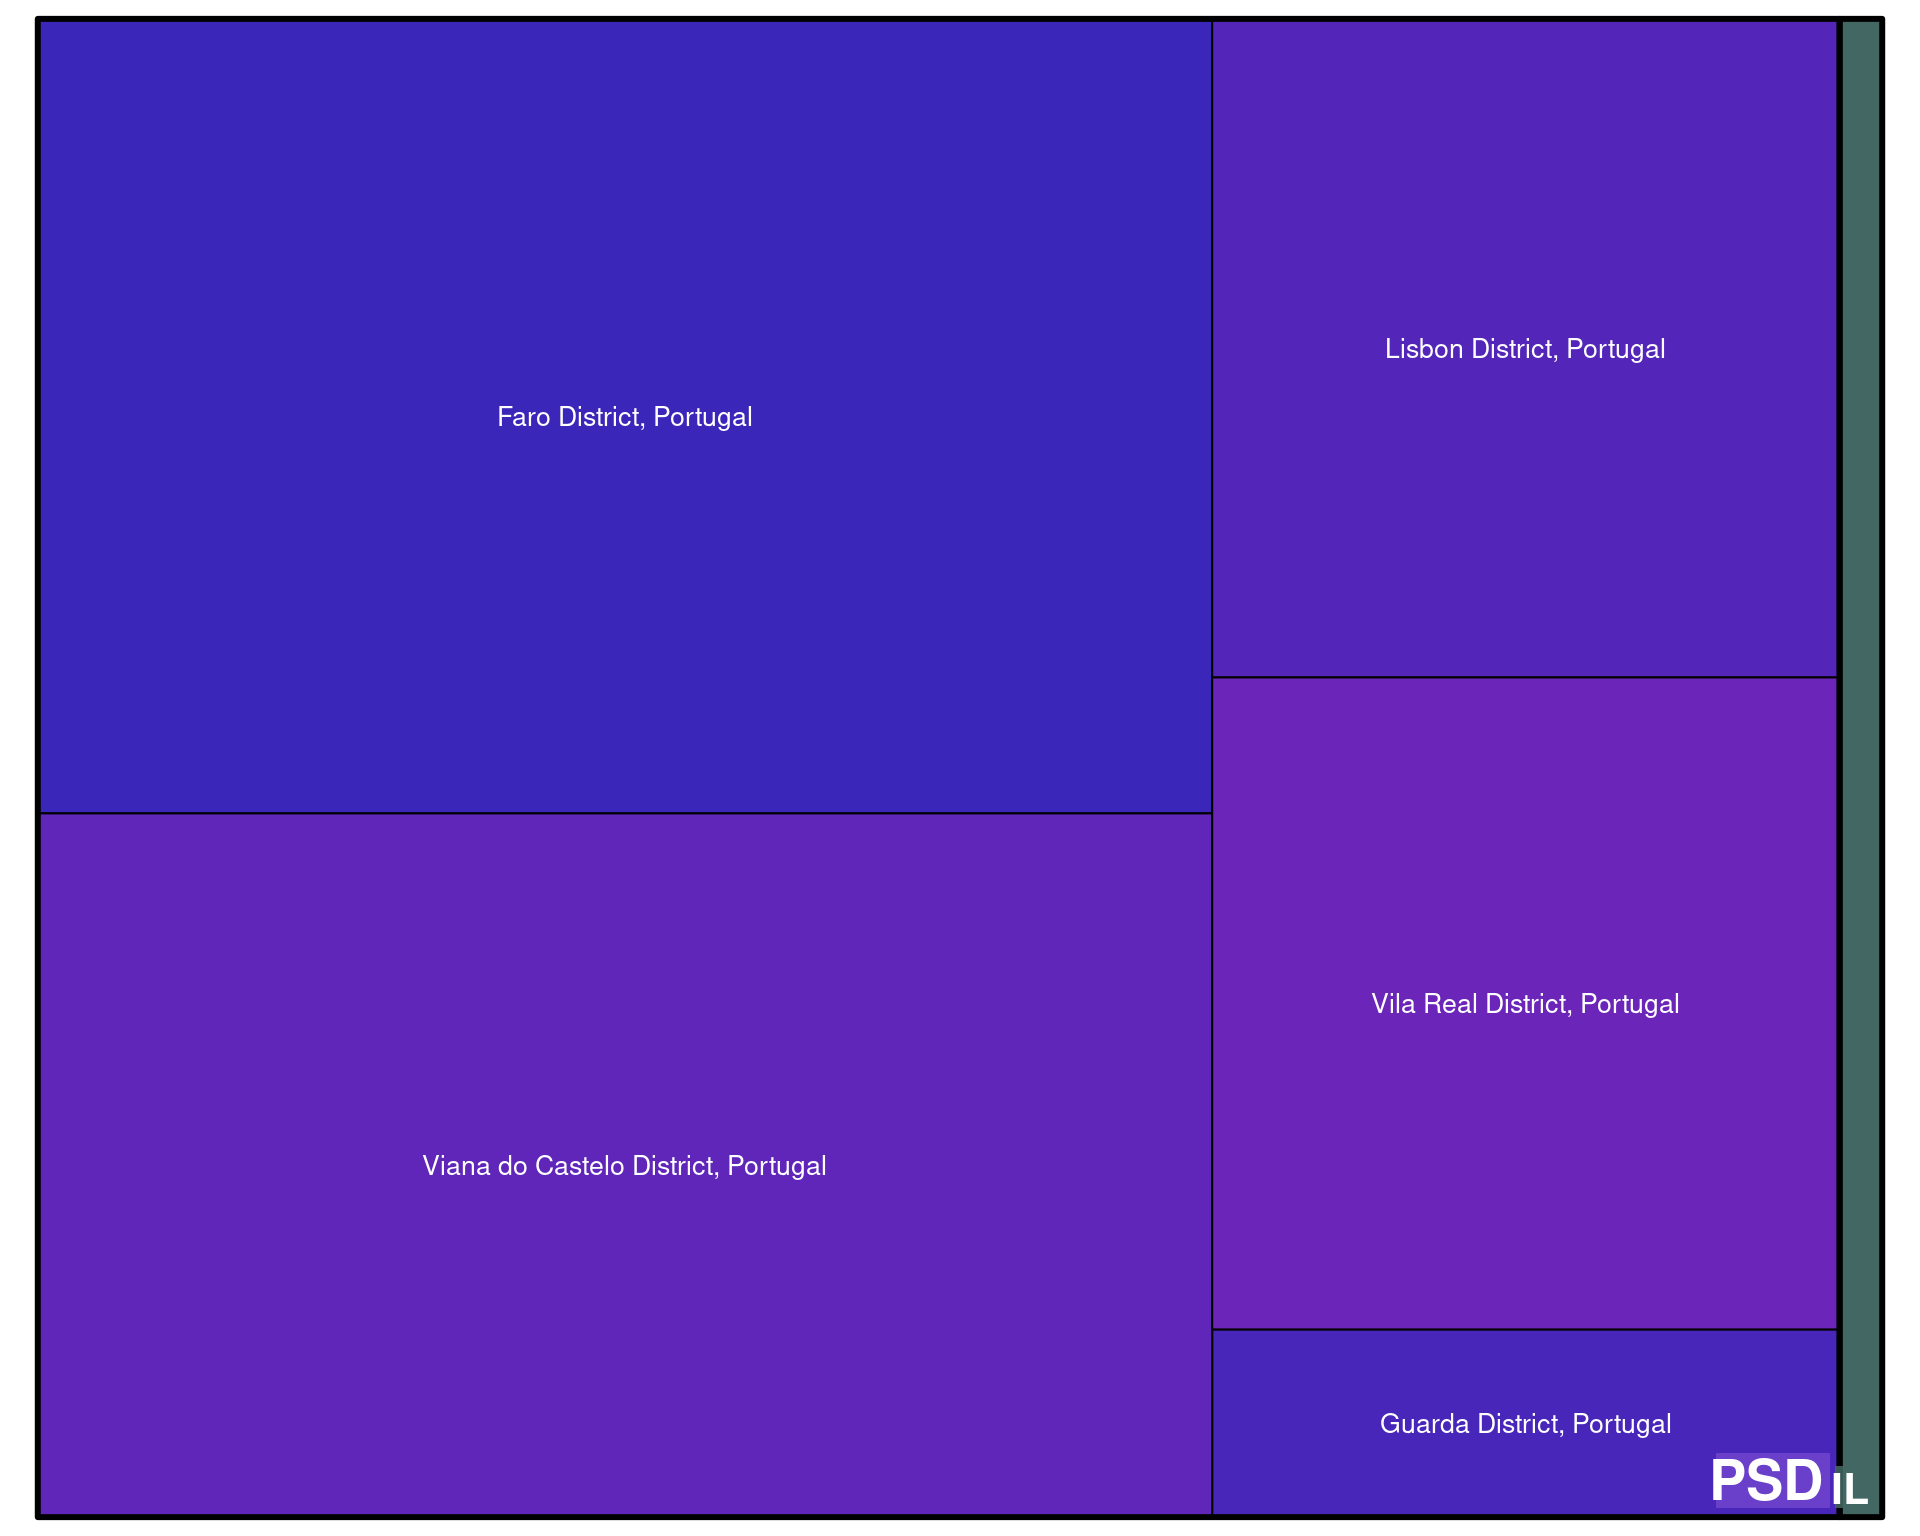 Faro District, Portugal
Lisbon District, Portugal
Viana do Castelo District, Portugal
Vila Real District, Portugal
Guarda District, Portugal
PSD
IL